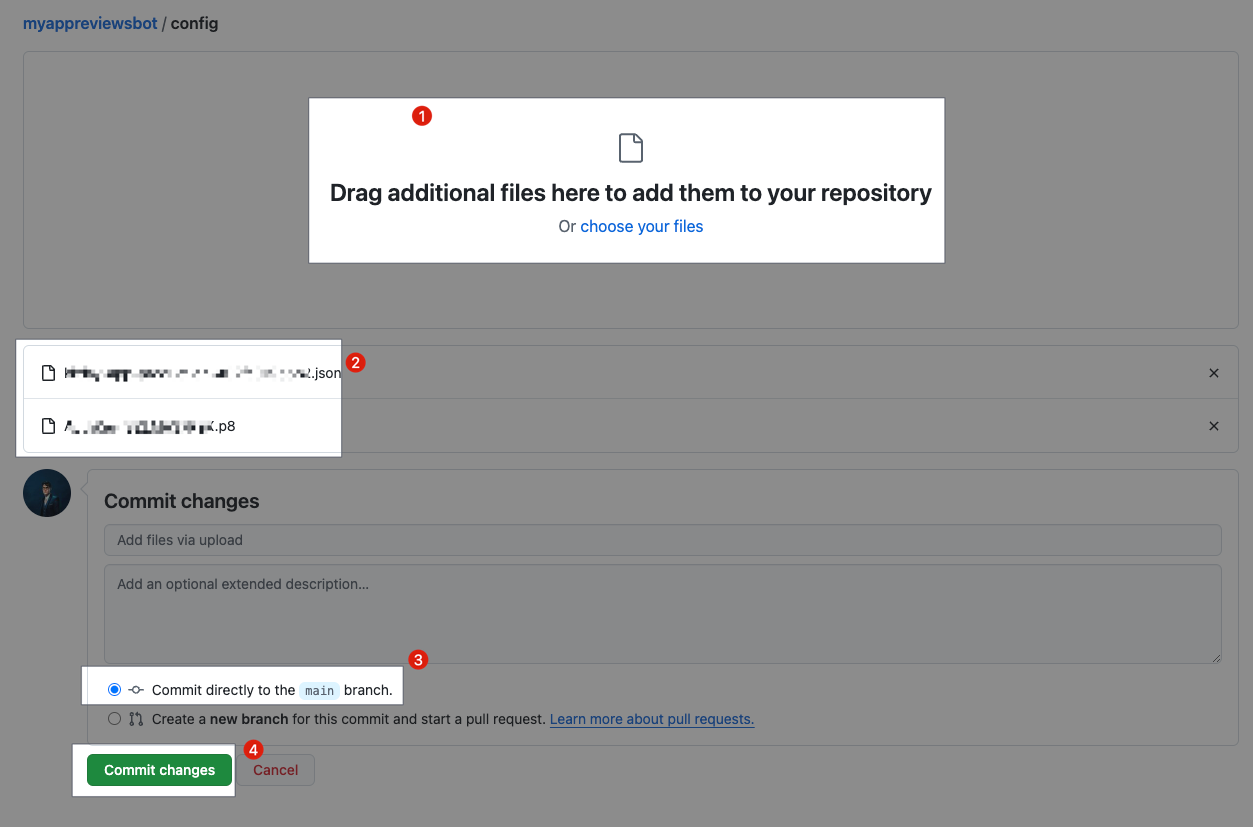 myappreviewsbot / config
1
Drag additional files here to add them to your repository
Or choose your files
2
.json
.p8
Commit changes
Add files via upload
Add an optional extended description...
3
Commit directly to the main branch.
Create a new branch for this commit and start a pull request. Learn more about pull requests.
4
Commit changes
Cancel